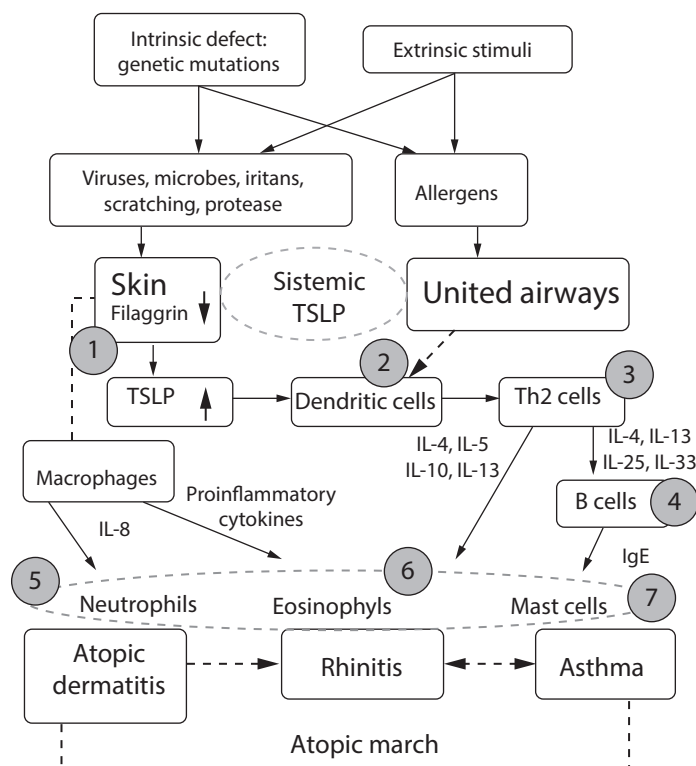 Intrinsic defect:
genetic mutations
Extrinsic stimuli
Viruses, microbes, iritans,
scratching, protease
Allergens
Skin
Filaggrin
Sistemic
TSLP
United airways
1
2
3
TSLP
Dendritic cells
Th2 cells
IL-4, IL-5
IL-10, IL-13
IL-4, IL-13
IL-25, IL-33
Macrophages
Proinflammatory
cytokines
IL-8
B cells
4
IgE
5
6
7
Neutrophils
Eosinophyls
Mast cells
Atopic
dermatitis
Rhinitis
Asthma
Atopic march